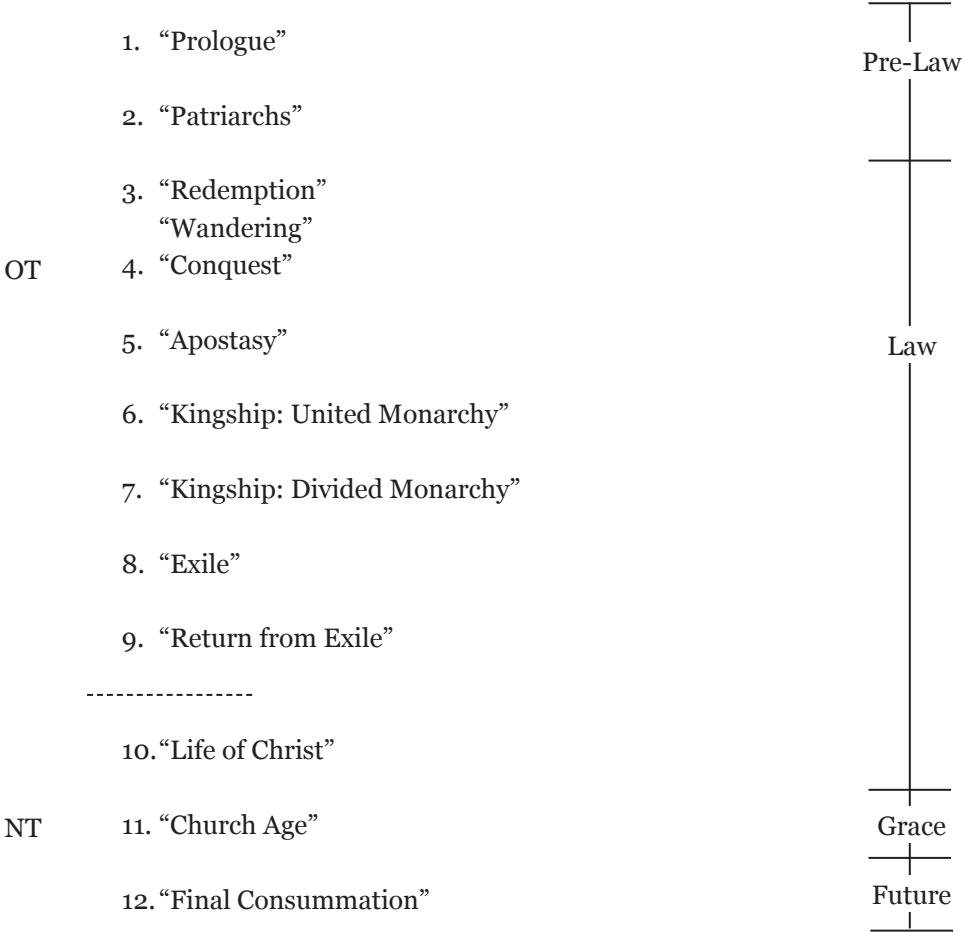 1. “Prologue”
Pre-Law
2. “Patriarchs”
3. “Redemption”
“Wandering”
OT 4. “Conquest”
5. “Apostasy”
Law
6. “Kingship: United Monarchy”
7. “Kingship: Divided Monarchy”
8. “Exile”
9. “Return from Exile”
-----------------
10. “Life of Christ”
NT 11. “Church Age” Grace
12. “Final Consummation” Future